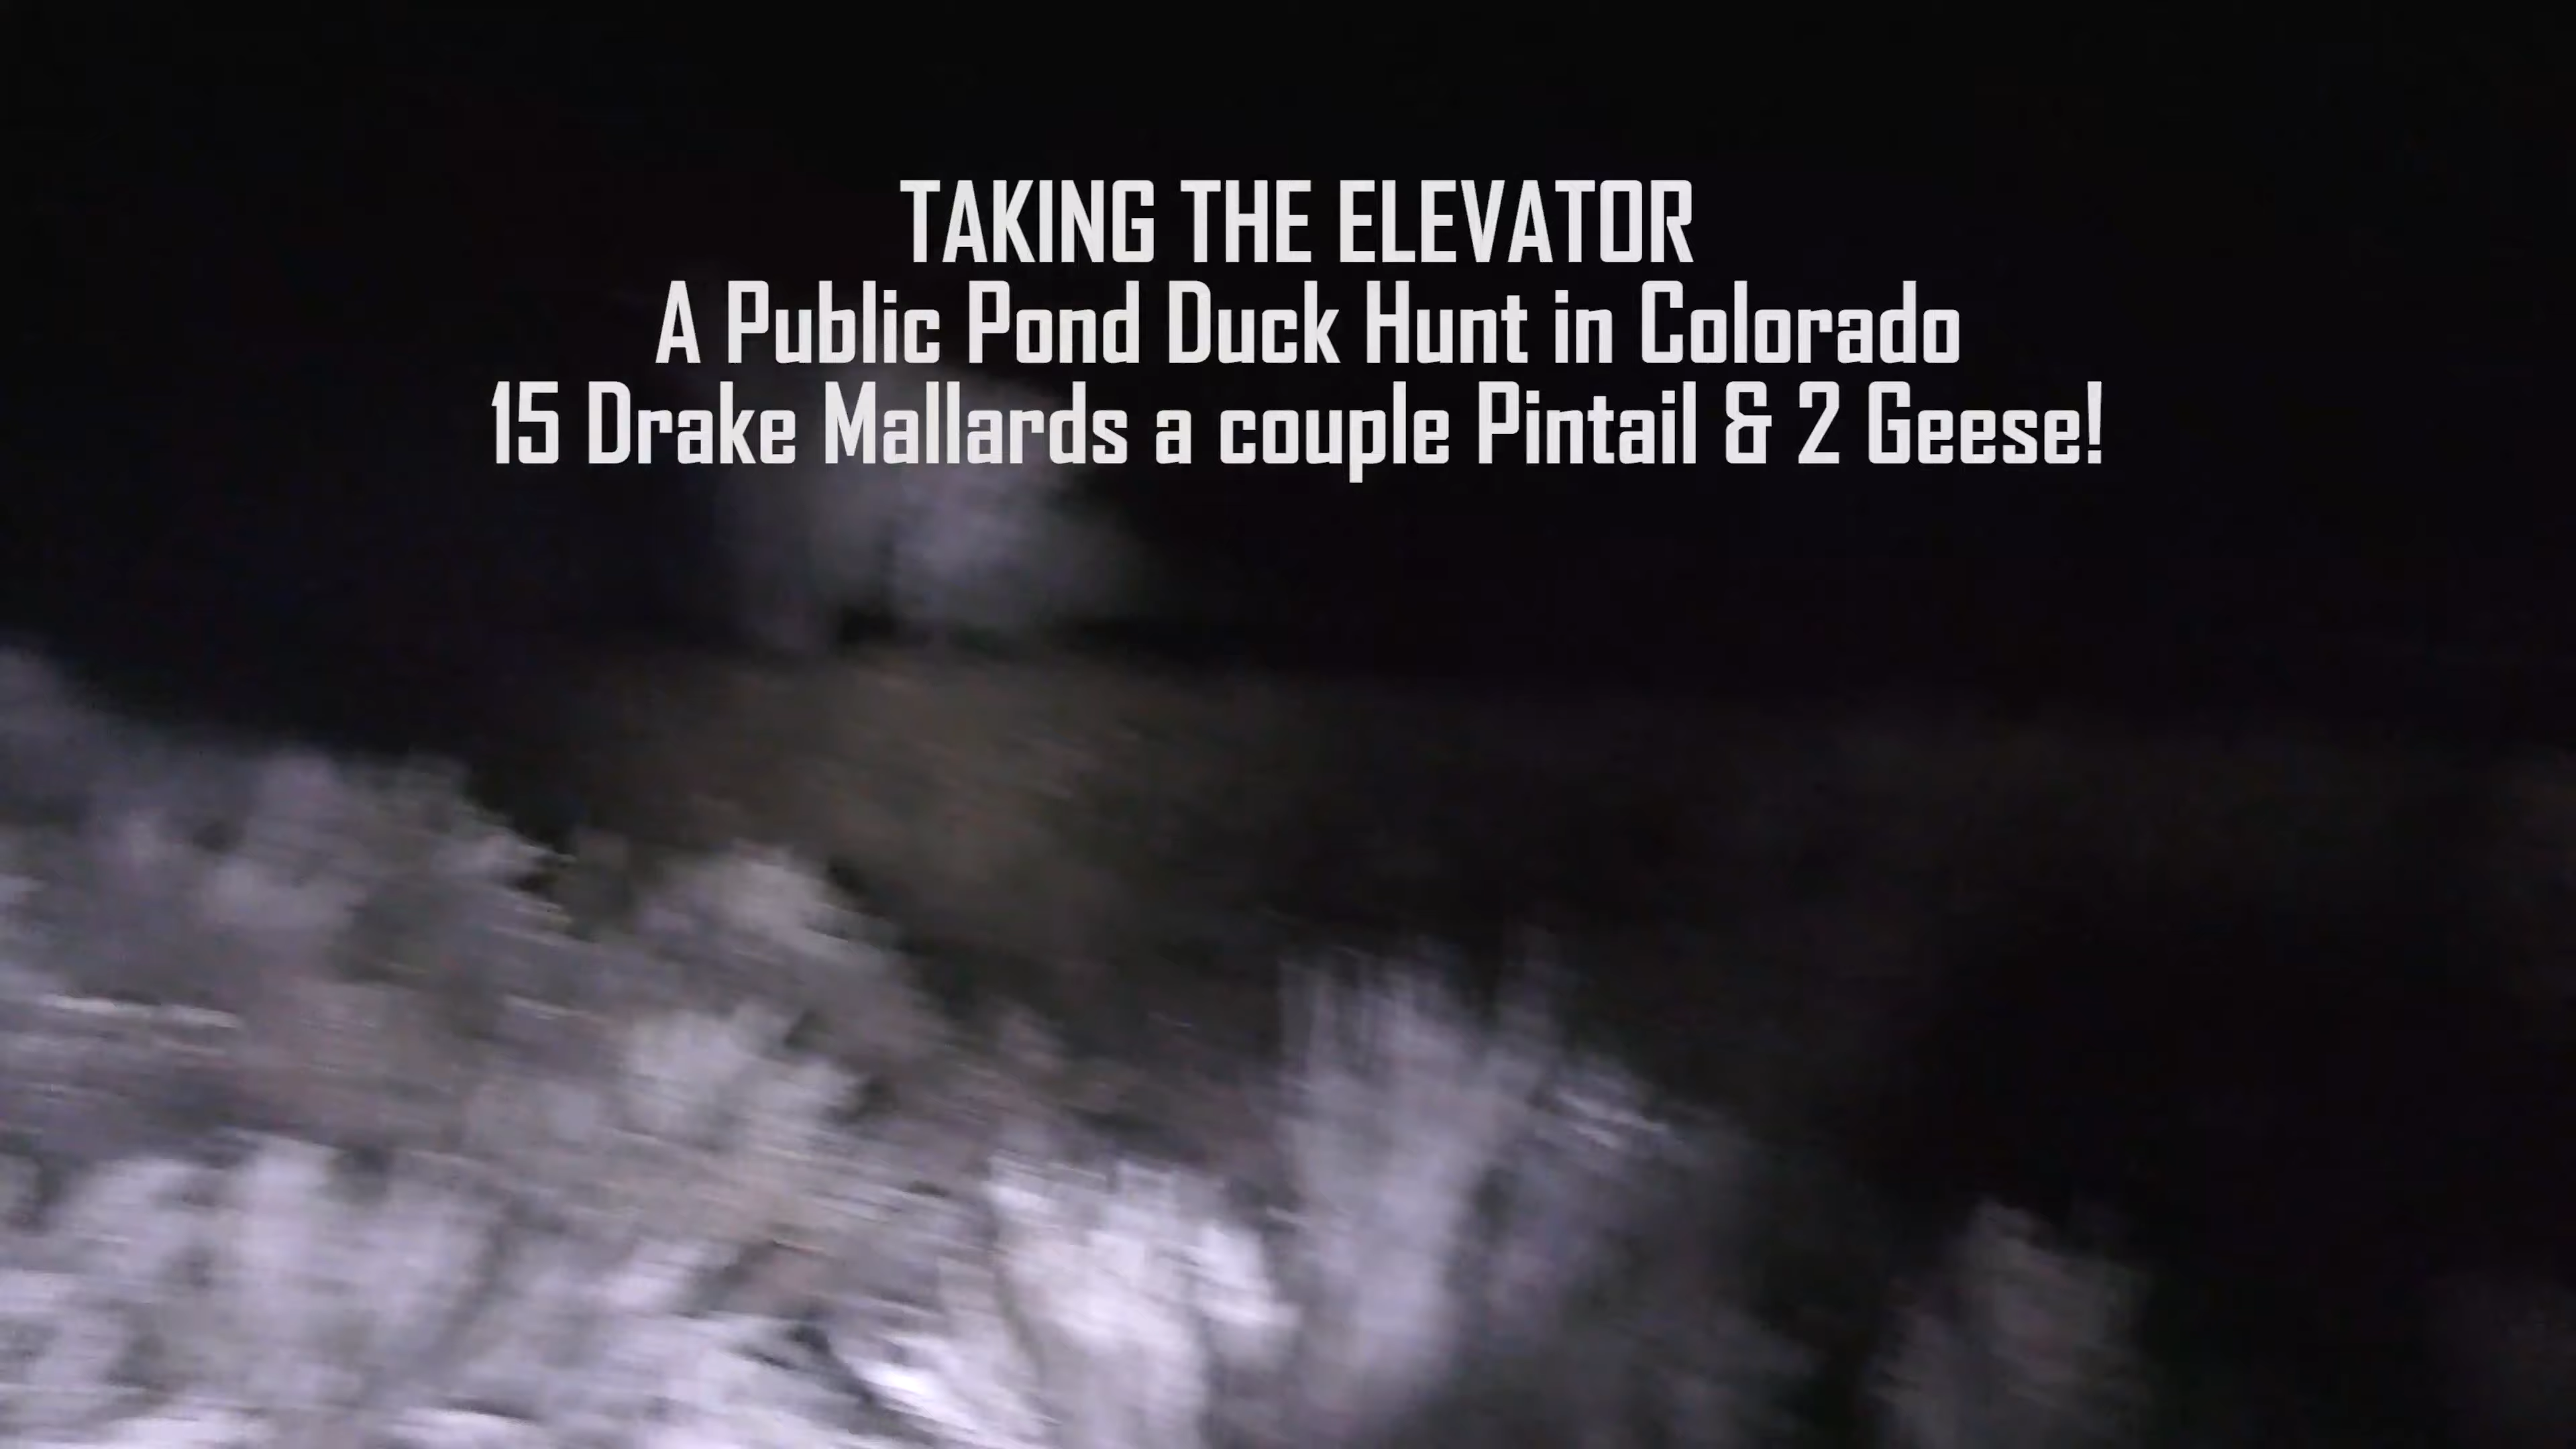 TAKING THE ELEVATOR
A Public Pond Duck Hunt in Colorado
15 Drake Mallards a couple Pintail & 2 Geese!